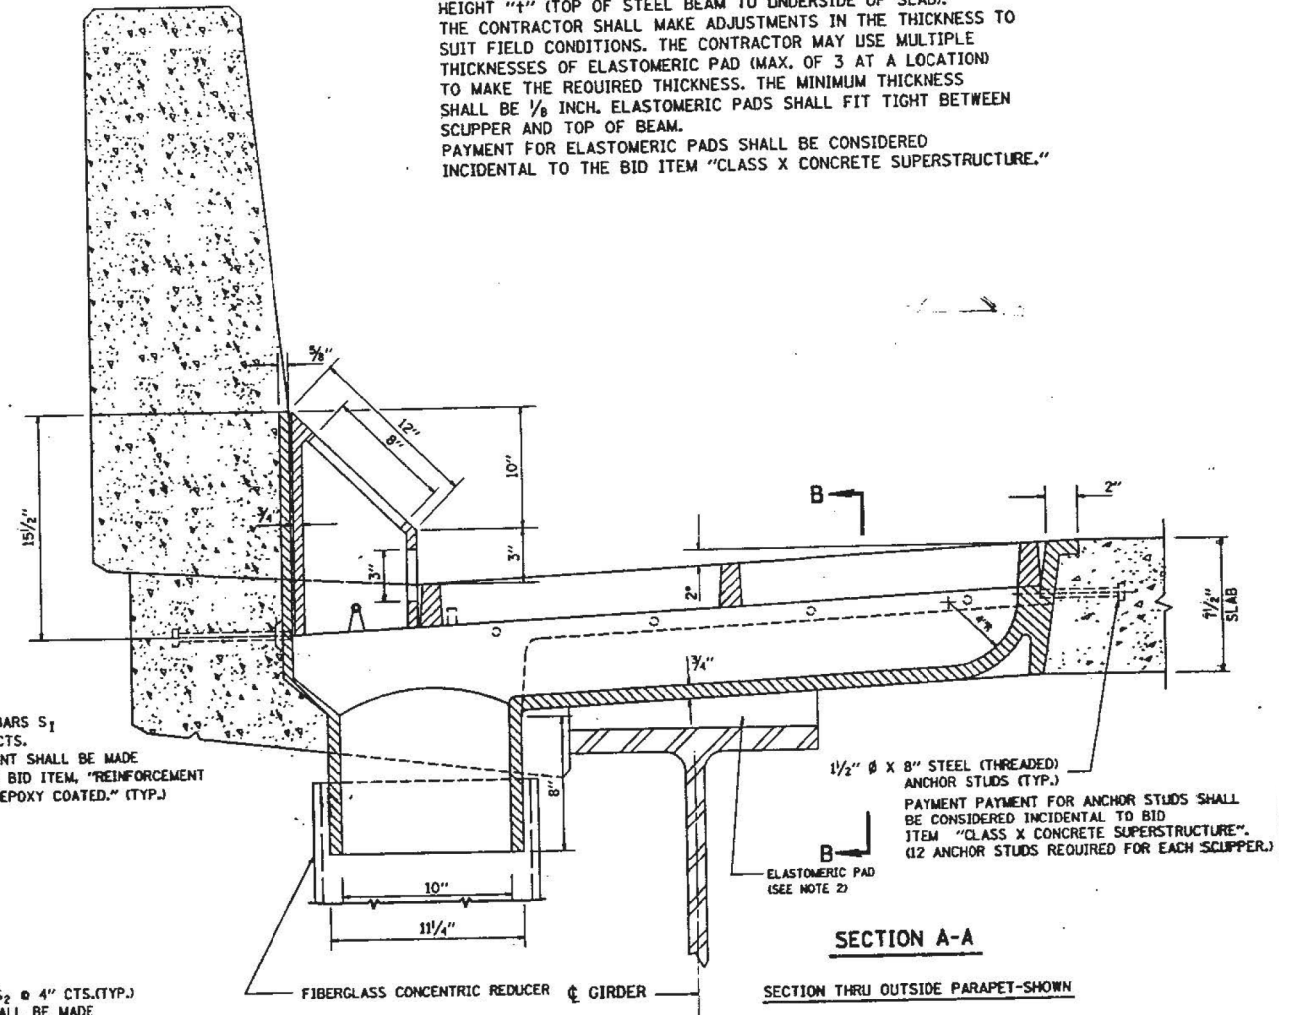 HEIGHT "t" (TOP OF STEEL BEAM TO UNDERSIDE OF SLAB).
THE CONTRACTOR SHALL MAKE ADJUSTMENTS IN THE THICKNESS TO
SUIT FIELD CONDITIONS. THE CONTRACTOR MAY USE MULTIPLE
THICKNESSES OF ELASTOMERIC PAD (MAX. OF 3 AT A LOCATION)
TO MAKE THE REQUIRED THICKNESS. THE MINIMUM THICKNESS
SHALL BE 1/8 INCH. ELASTOMERIC PADS SHALL FIT TIGHT BETWEEN
SCUPPER AND TOP OF BEAM.
PAYMENT FOR ELASTOMERIC PADS SHALL BE CONSIDERED
INCIDENTAL TO THE BID ITEM "CLASS X CONCRETE SUPERSTRUCTURE."
5/8"
12"
8"
10"
15 1/2"
3"
3"
B
2"
2"
4"R
SLAB
3/4"
BARS S1
CTS.
NT SHALL BE MADE
BID ITEM, "REINFORCEMENT
EPOXY COATED." (TYP.)
8"
1 1/2" Ø X 8" STEEL (THREADED)
ANCHOR STUDS (TYP.)
PAYMENT PAYMENT FOR ANCHOR STUDS SHALL
BE CONSIDERED INCIDENTAL TO BID
ITEM "CLASS X CONCRETE SUPERSTRUCTURE".
(12 ANCHOR STUDS REQUIRED FOR EACH SCUPPER.)
B
ELASTOMERIC PAD
(SEE NOTE 2)
10"
11 1/4"
SECTION A-A
@ 4" CTS.(TYP.)
ALL BE MADE
FIBERGLASS CONCENTRIC REDUCER
℄ GIRDER
SECTION THRU OUTSIDE PARAPET-SHOWN